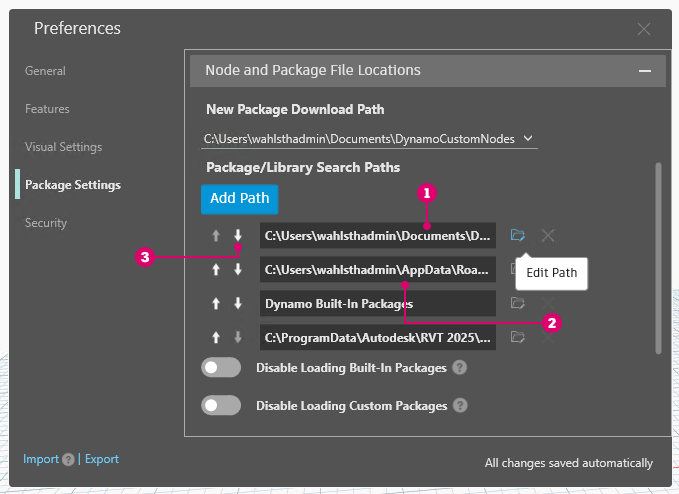 Preferences
General
Features
Visual Settings
Package Settings
Security
Node and Package File Locations
New Package Download Path
C:\Users\wahlsthadmin\Documents\DynamoCustomNodes
Package/Library Search Paths
Add Path
1
C:\Users\wahlsthadmin\Documents\D...
3
C:\Users\wahlsthadmin\AppData\Roa...
Edit Path
Dynamo Built-In Packages
2
C:\ProgramData\Autodesk\RVT 2025\...
Disable Loading Built-In Packages ?
Disable Loading Custom Packages ?
Import ? | Export
All changes saved automatically